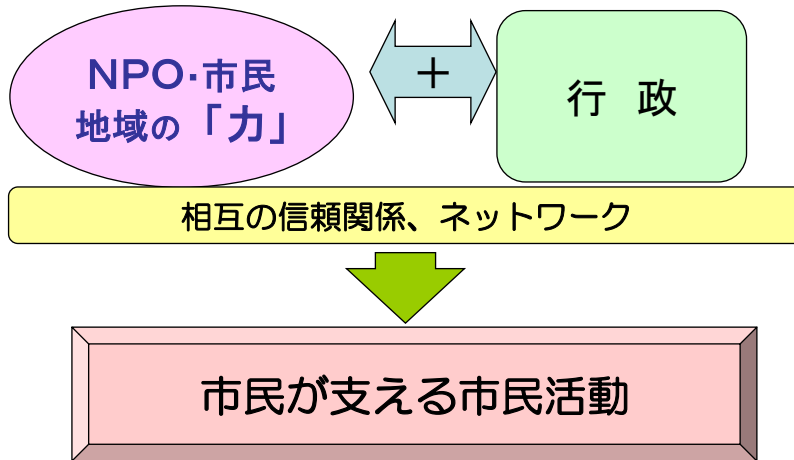 NPO・市民
地域の「力」
＋
行 政
相互の信頼関係、ネットワーク
市民が支える市民活動